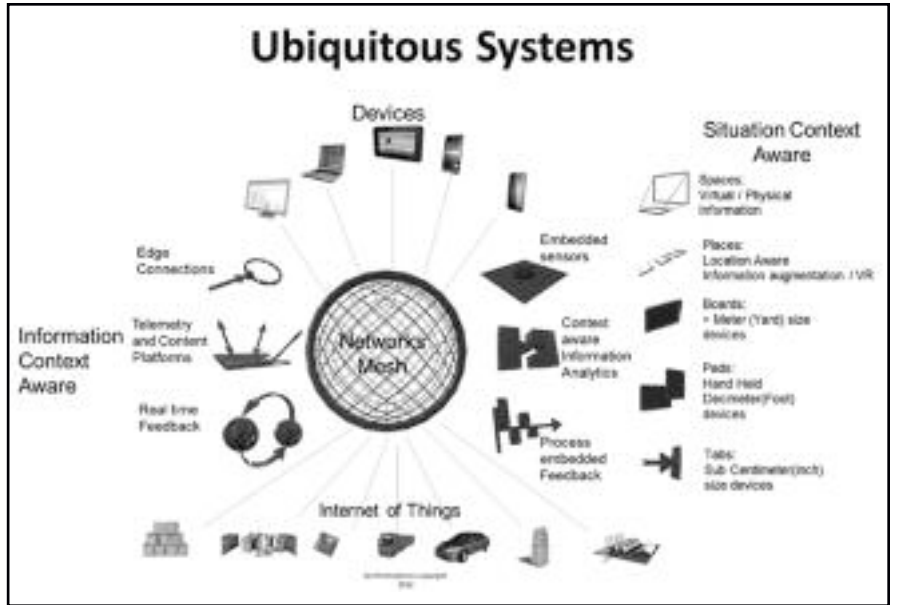 Ubiquitous Systems
Devices
Situation Context
Aware
Spaces:
Virtual / Physical
Information
Edge
Connections
Embedded
sensors
Places:
Location Aware
Information augmentation / VR
Information
Context
Aware
Telemetry
and Content
Platforms
Networks
Mesh
Context
aware
Information
Analytics
Boards:
+ Meter (Yard) size
devices
Real time
Feedback
Pads:
Hand Held
Decimeter(Foot)
devices
Process
embedded
Feedback
Tabs:
Sub Centimeter(inch)
size devices
Internet of Things